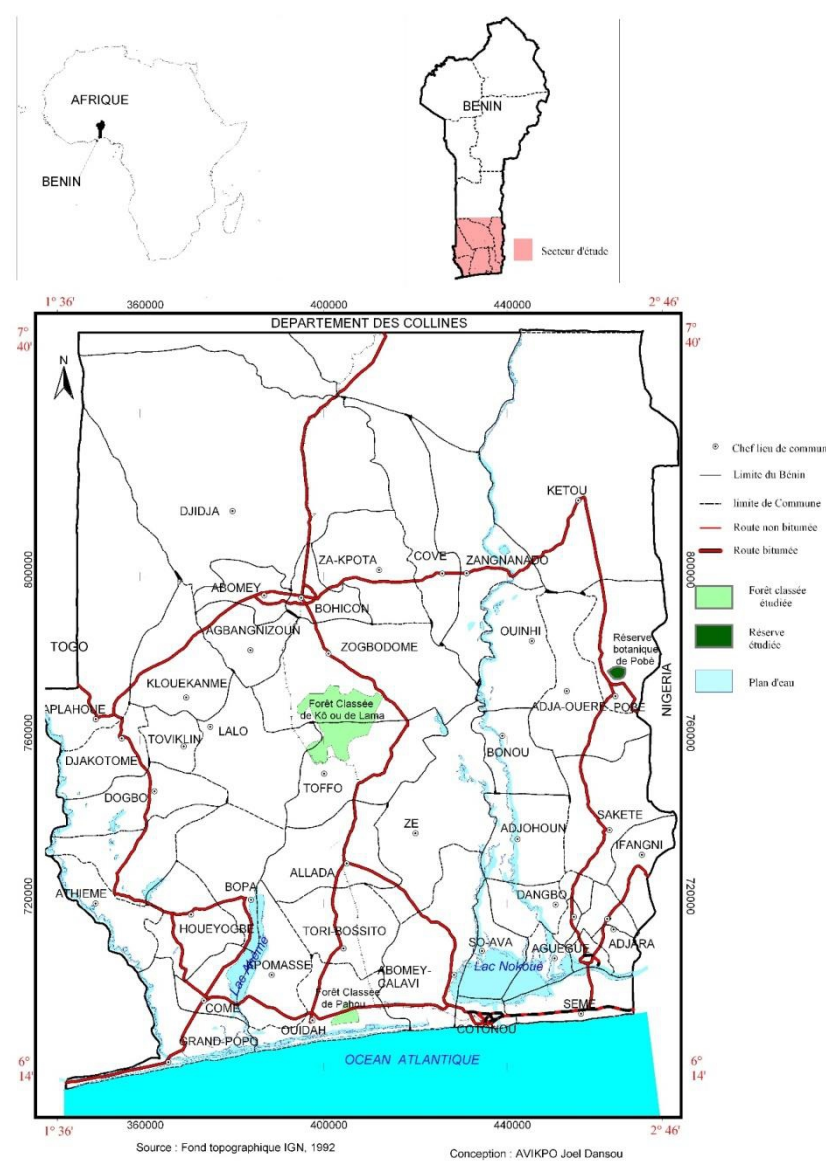 AFRIQUE
BENIN
BENIN
Secteur d'étude
1° 36'
360000
400000
440000
2° 46'
7°
40'
DEPARTEMENT DES COLLINES
7°
40'
N
Chef lieu de commun
Limite du Bénin
limite de Commune
Route non bitumée
Route bitumée
Forêt classée
étudiée
Réserve
étudiée
Plan d'eau
KETOU
DJIDJA
ZA-KPOTA
COVE
ZANGNANADO
800000
800000
ABOMEY
BOHICON
AGBANGNIZOUN
ZOGBODOME
OUINHI
Réserve
botanique
de Pobè
TOGO
NIGERIA
KLOUEKANME
Forêt Classée
de Kô ou de Lama
ADJA-OUERE
POBE
APLAHOUE
LALO
TOVIKLIN
760000
760000
DJAKOTOME
BONOU
DOGBO
TOFFO
ZE
ADJOHOUN
SAKETE
IFANGNI
ALLADA
ATHIEME
BOPA
720000
720000
DANGBO
HOUEYOGBE
TORI-BOSSITO
SO-AVA
AGUEGUE
ADJARA
Lac Ahémé
KPOMASSE
ABOMEY-
CALAVI
Lac Nokoué
Forêt Classée
de Pahou
COME
SEME
OUIDAH
COTONOU
GRAND-POPO
OCEAN ATLANTIQUE
6°
14'
6°
14'
1° 36'
360000
400000
440000
2° 46'
Source : Fond topographique IGN, 1992
Conception : AVIKPO Joel Dansou